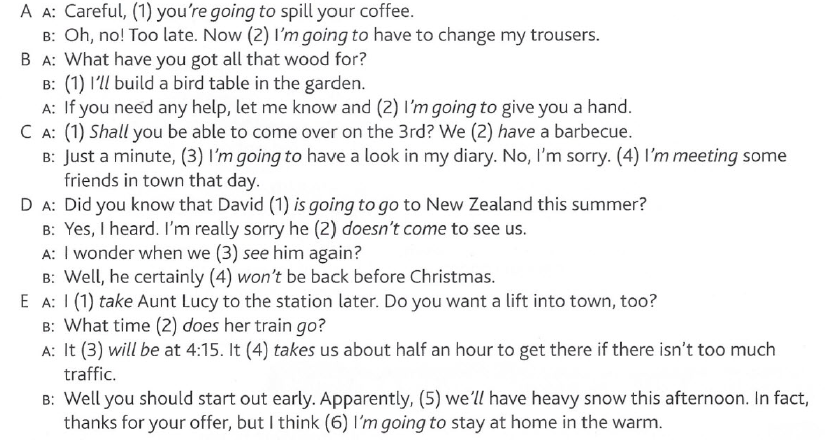 A A: Careful, (1) you're going to spill your coffee.
B: Oh, no! Too late. Now (2) I'm going to have to change my trousers.
B A: What have you got all that wood for?
B: (1) I'll build a bird table in the garden.
A: If you need any help, let me know and (2) I'm going to give you a hand.
C A: (1) Shall you be able to come over on the 3rd? We (2) have a barbecue.
B: Just a minute, (3) I'm going to have a look in my diary. No, I'm sorry. (4) I'm meeting some
friends in town that day.
D A: Did you know that David (1) is going to go to New Zealand this summer?
B: Yes, I heard. I'm really sorry he (2) doesn't come to see us.
A: I wonder when we (3) see him again?
B: Well, he certainly (4) won't be back before Christmas.
E A: I (1) take Aunt Lucy to the station later. Do you want a lift into town, too?
B: What time (2) does her train go?
A: It (3) will be at 4:15. It (4) takes us about half an hour to get there if there isn't too much
traffic.
B: Well you should start out early. Apparently, (5) we'll have heavy snow this afternoon. In fact,
thanks for your offer, but I think (6) I'm going to stay at home in the warm.